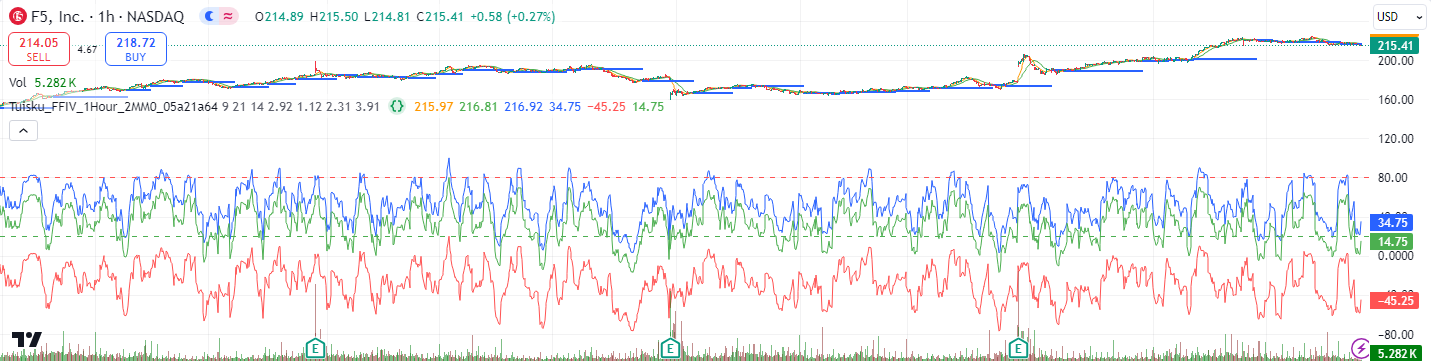 F5, Inc. · 1h · NASDAQ O214.89 H215.50 L214.81 C215.41 +0.58 (+0.27%)
USD
214.05 SELL
4.67
218.72 BUY
215.41
200.00
Vol 5.282 K
Tuisku_FFIV_1Hour_2MM0_05a21a64 9 21 14 2.92 1.12 2.31 3.91 215.97 216.81 216.92 34.75 −45.25 14.75
160.00
120.00
80.00
34.75
14.75
0.0000
−45.25
−80.00
E E E
5.282 K